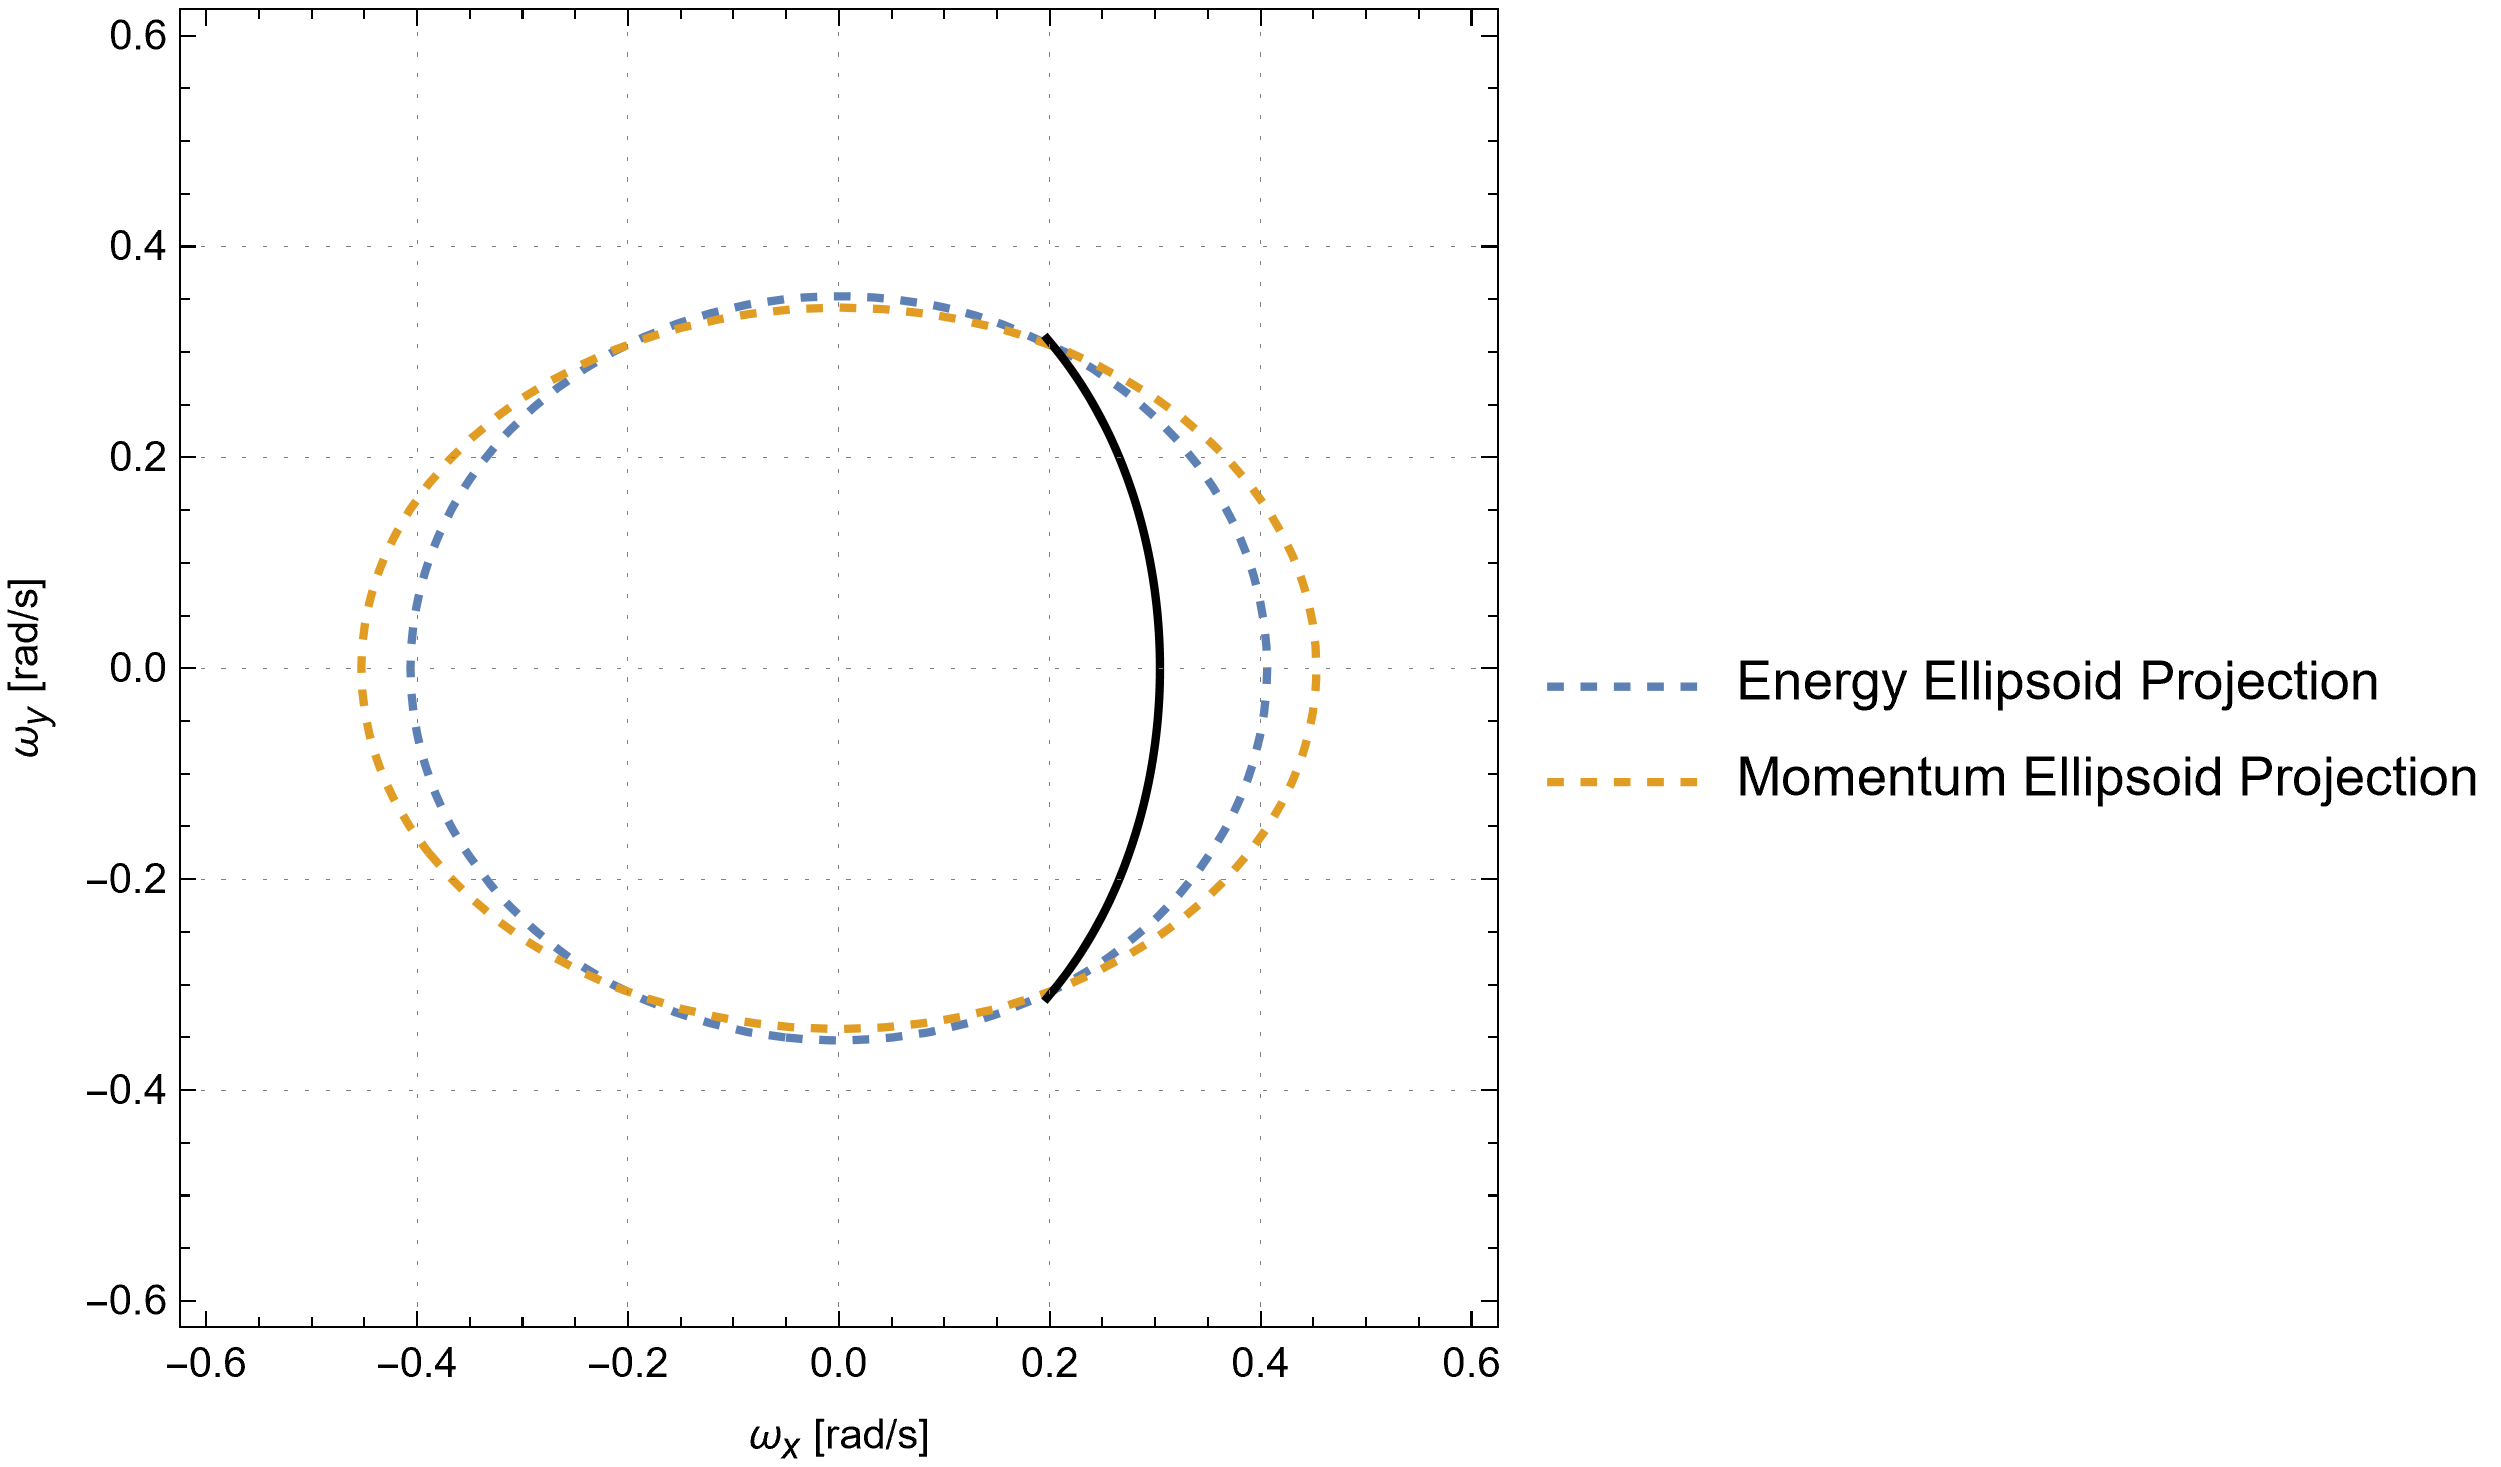 0.6
0.4
0.2
0.0
−0.2
−0.4
−0.6
ωy [rad/s]
−0.6 −0.4 −0.2 0.0 0.2 0.4 0.6
ωx [rad/s]
Energy Ellipsoid Projection
Momentum Ellipsoid Projection